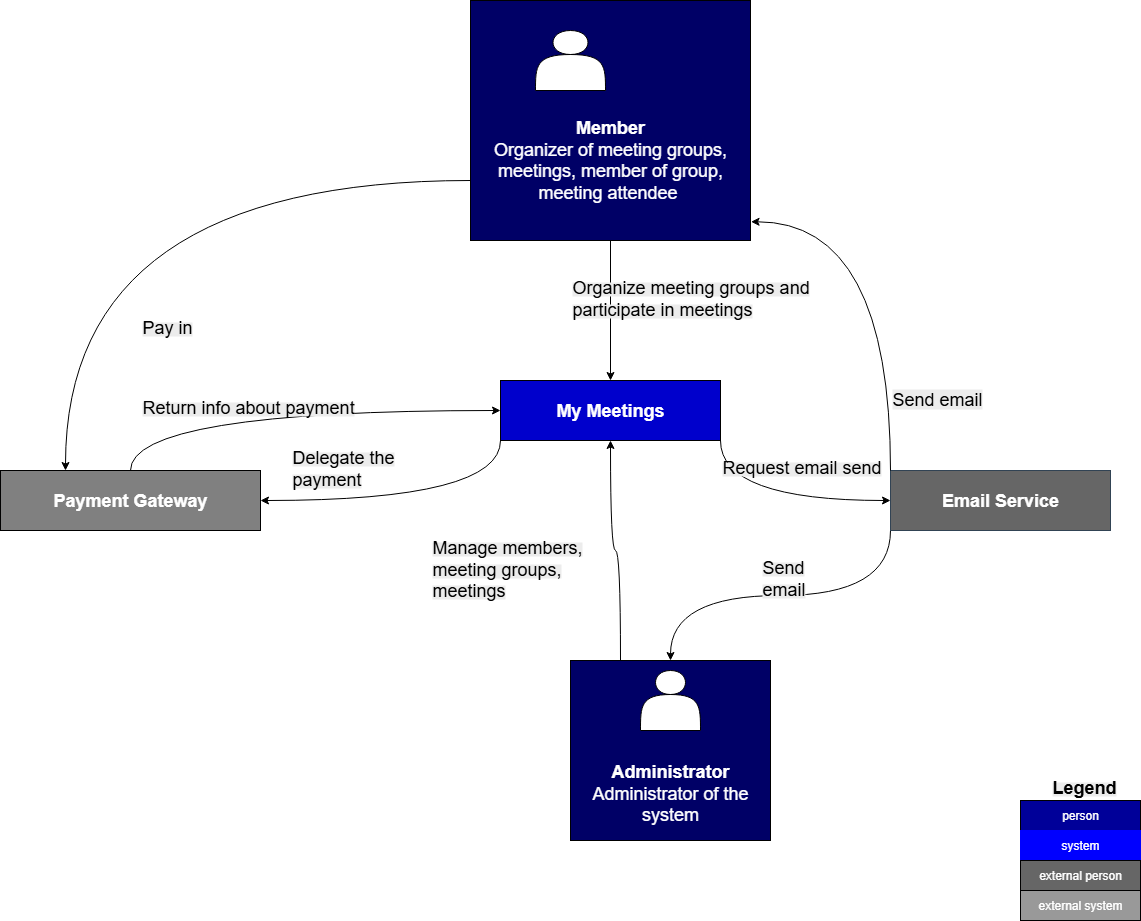 Member
Organizer of meeting groups,
meetings, member of group,
meeting attendee
Organize meeting groups and
participate in meetings
Pay in
Return info about payment
My Meetings
Send email
Delegate the
payment
Request email send
Payment Gateway
Email Service
Manage members,
meeting groups,
meetings
Send
email
Administrator
Administrator of the
system
Legend
person
system
external person
external system